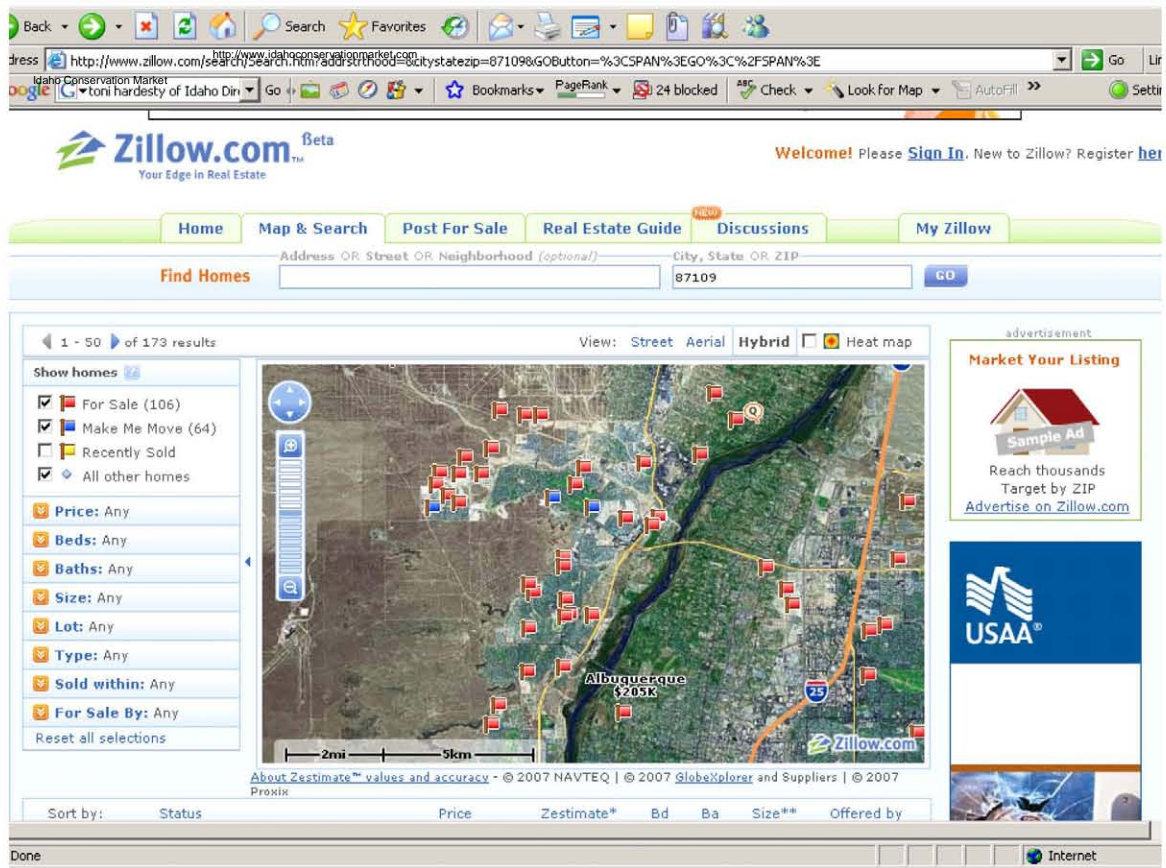 Back Search Favorites
dress http://www.zillow.com/search/Search.htm?addrstrthood=&citystatezip=87109&GOButton=%3CSPAN%3EGO%3C%2FSPAN%3E Go
http://www.idahoconservationmarket.com
Idaho Conservation Market
oogle G toni hardesty of Idaho Dir Go Bookmarks PageRank 24 blocked ABC Check Look for Map AutoFill >> Settin
Zillow.com TM Beta
Your Edge in Real Estate
Welcome! Please Sign In. New to Zillow? Register her
Home Map & Search Post For Sale Real Estate Guide NEW Discussions My Zillow
Address OR Street OR Neighborhood (optional) City, State OR ZIP
Find Homes 87109 GO
1 - 50 of 173 results View: Street Aerial Hybrid Heat map
Show homes
For Sale (106)
Make Me Move (64)
Recently Sold
All other homes
Price: Any
Beds: Any
Baths: Any
Size: Any
Lot: Any
Type: Any
Sold within: Any
For Sale By: Any
Reset all selections
Q
Albuquerque
$205K
25
2mi 5km
Zillow.com
About Zestimate™ values and accuracy - © 2007 NAVTEQ | © 2007 GlobeXplorer and Suppliers | © 2007
Proxix
Sort by: Status Price Zestimate* Bd Ba Size** Offered by
advertisement
Market Your Listing
Sample Ad
Reach thousands
Target by ZIP
Advertise on Zillow.com
USAA®
Done Internet